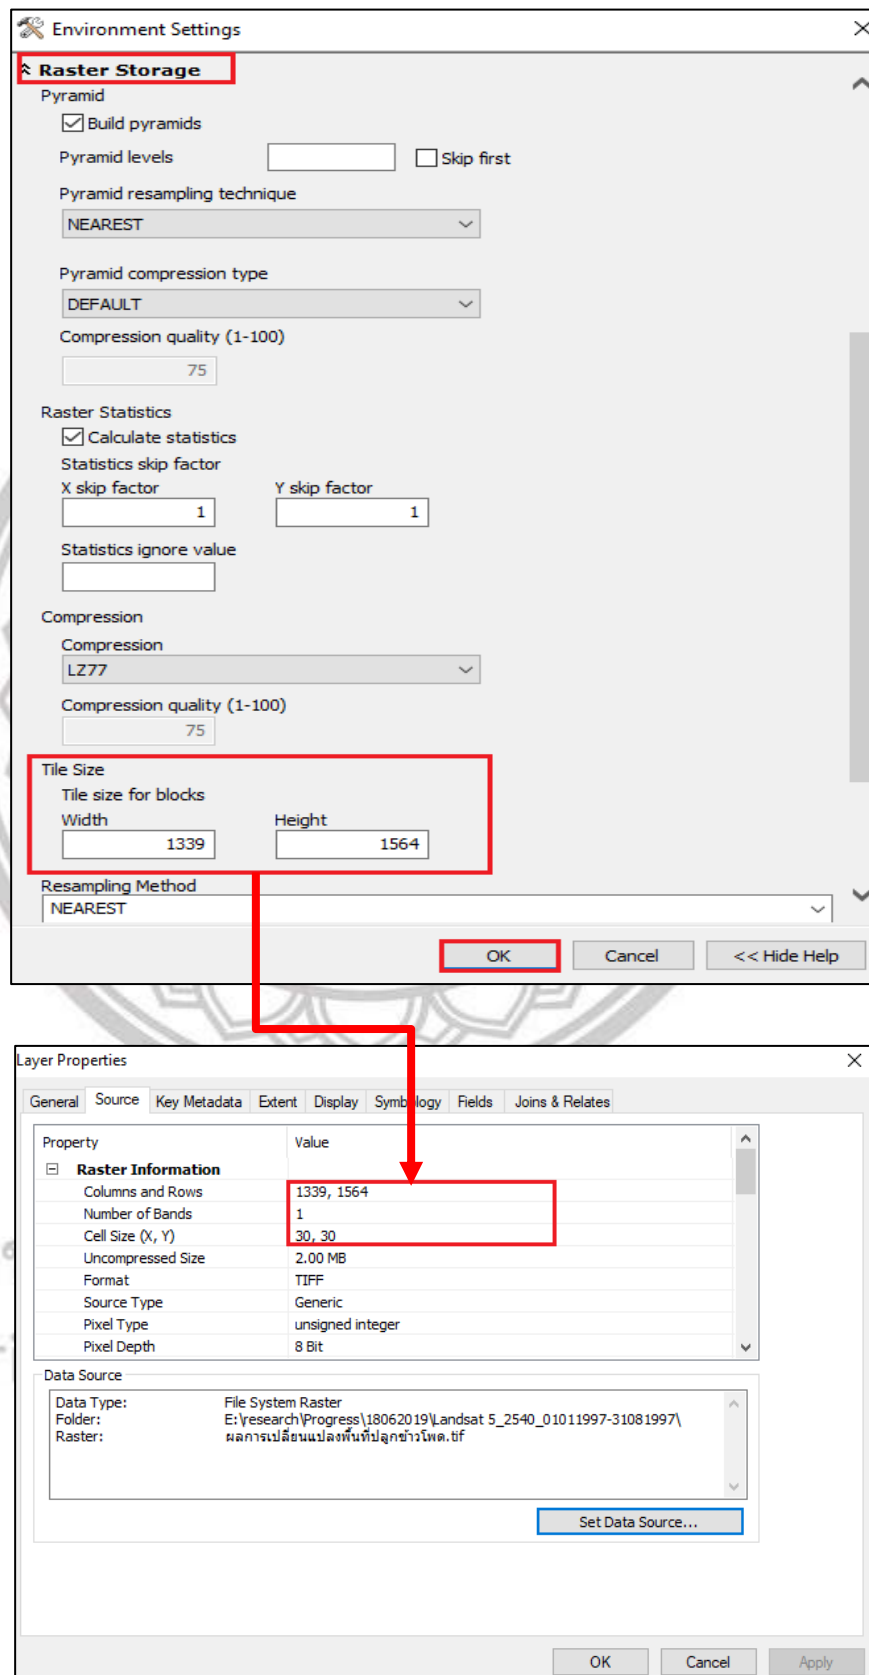 Environment Settings
Raster Storage
Pyramid
Build pyramids
Pyramid levels Skip first
Pyramid resampling technique
NEAREST
Pyramid compression type
DEFAULT
Compression quality (1-100)
75
Raster Statistics
Calculate statistics
Statistics skip factor
X skip factor Y skip factor
1 1
Statistics ignore value
Compression
Compression
LZ77
Compression quality (1-100)
75
Tile Size
Tile size for blocks
Width Height
1339 1564
Resampling Method
NEAREST
OK Cancel << Hide Help
Layer Properties
General Source Key Metadata Extent Display Symbology Fields Joins & Relates
Property Value
Raster Information
Columns and Rows 1339, 1564
Number of Bands 1
Cell Size (X, Y) 30, 30
Uncompressed Size 2.00 MB
Format TIFF
Source Type Generic
Pixel Type unsigned integer
Pixel Depth 8 Bit
Data Source
Data Type: File System Raster
Folder: E:\research\Progress\18062019\Landsat 5_2540_01011997-31081997\
Raster: ผลการเปลี่ยนแปลงพื้นที่ปลูกข้าวโพด.tif
Set Data Source...
OK Cancel Apply